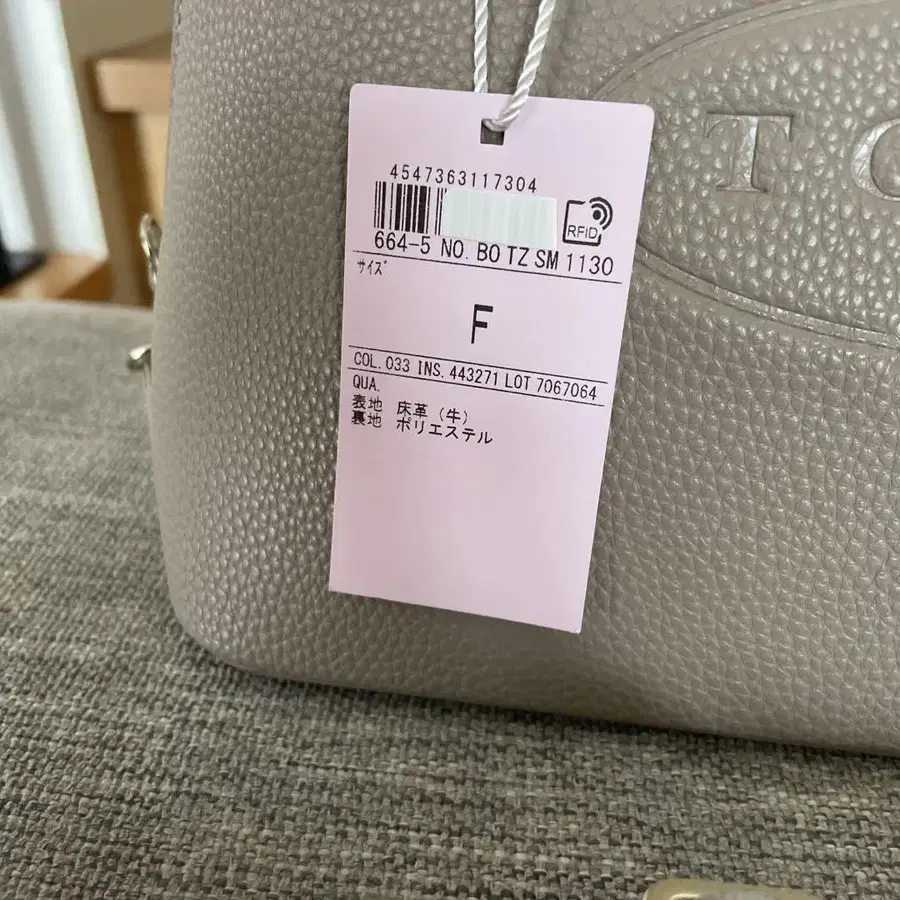 4547363117304
RFID
664-5 NO. BO TZ SM 1130
サイズ
F
COL. 033 INS. 443271 LOT 7067064
QUA.
表地 床革（牛）
裏地 ポリエステル